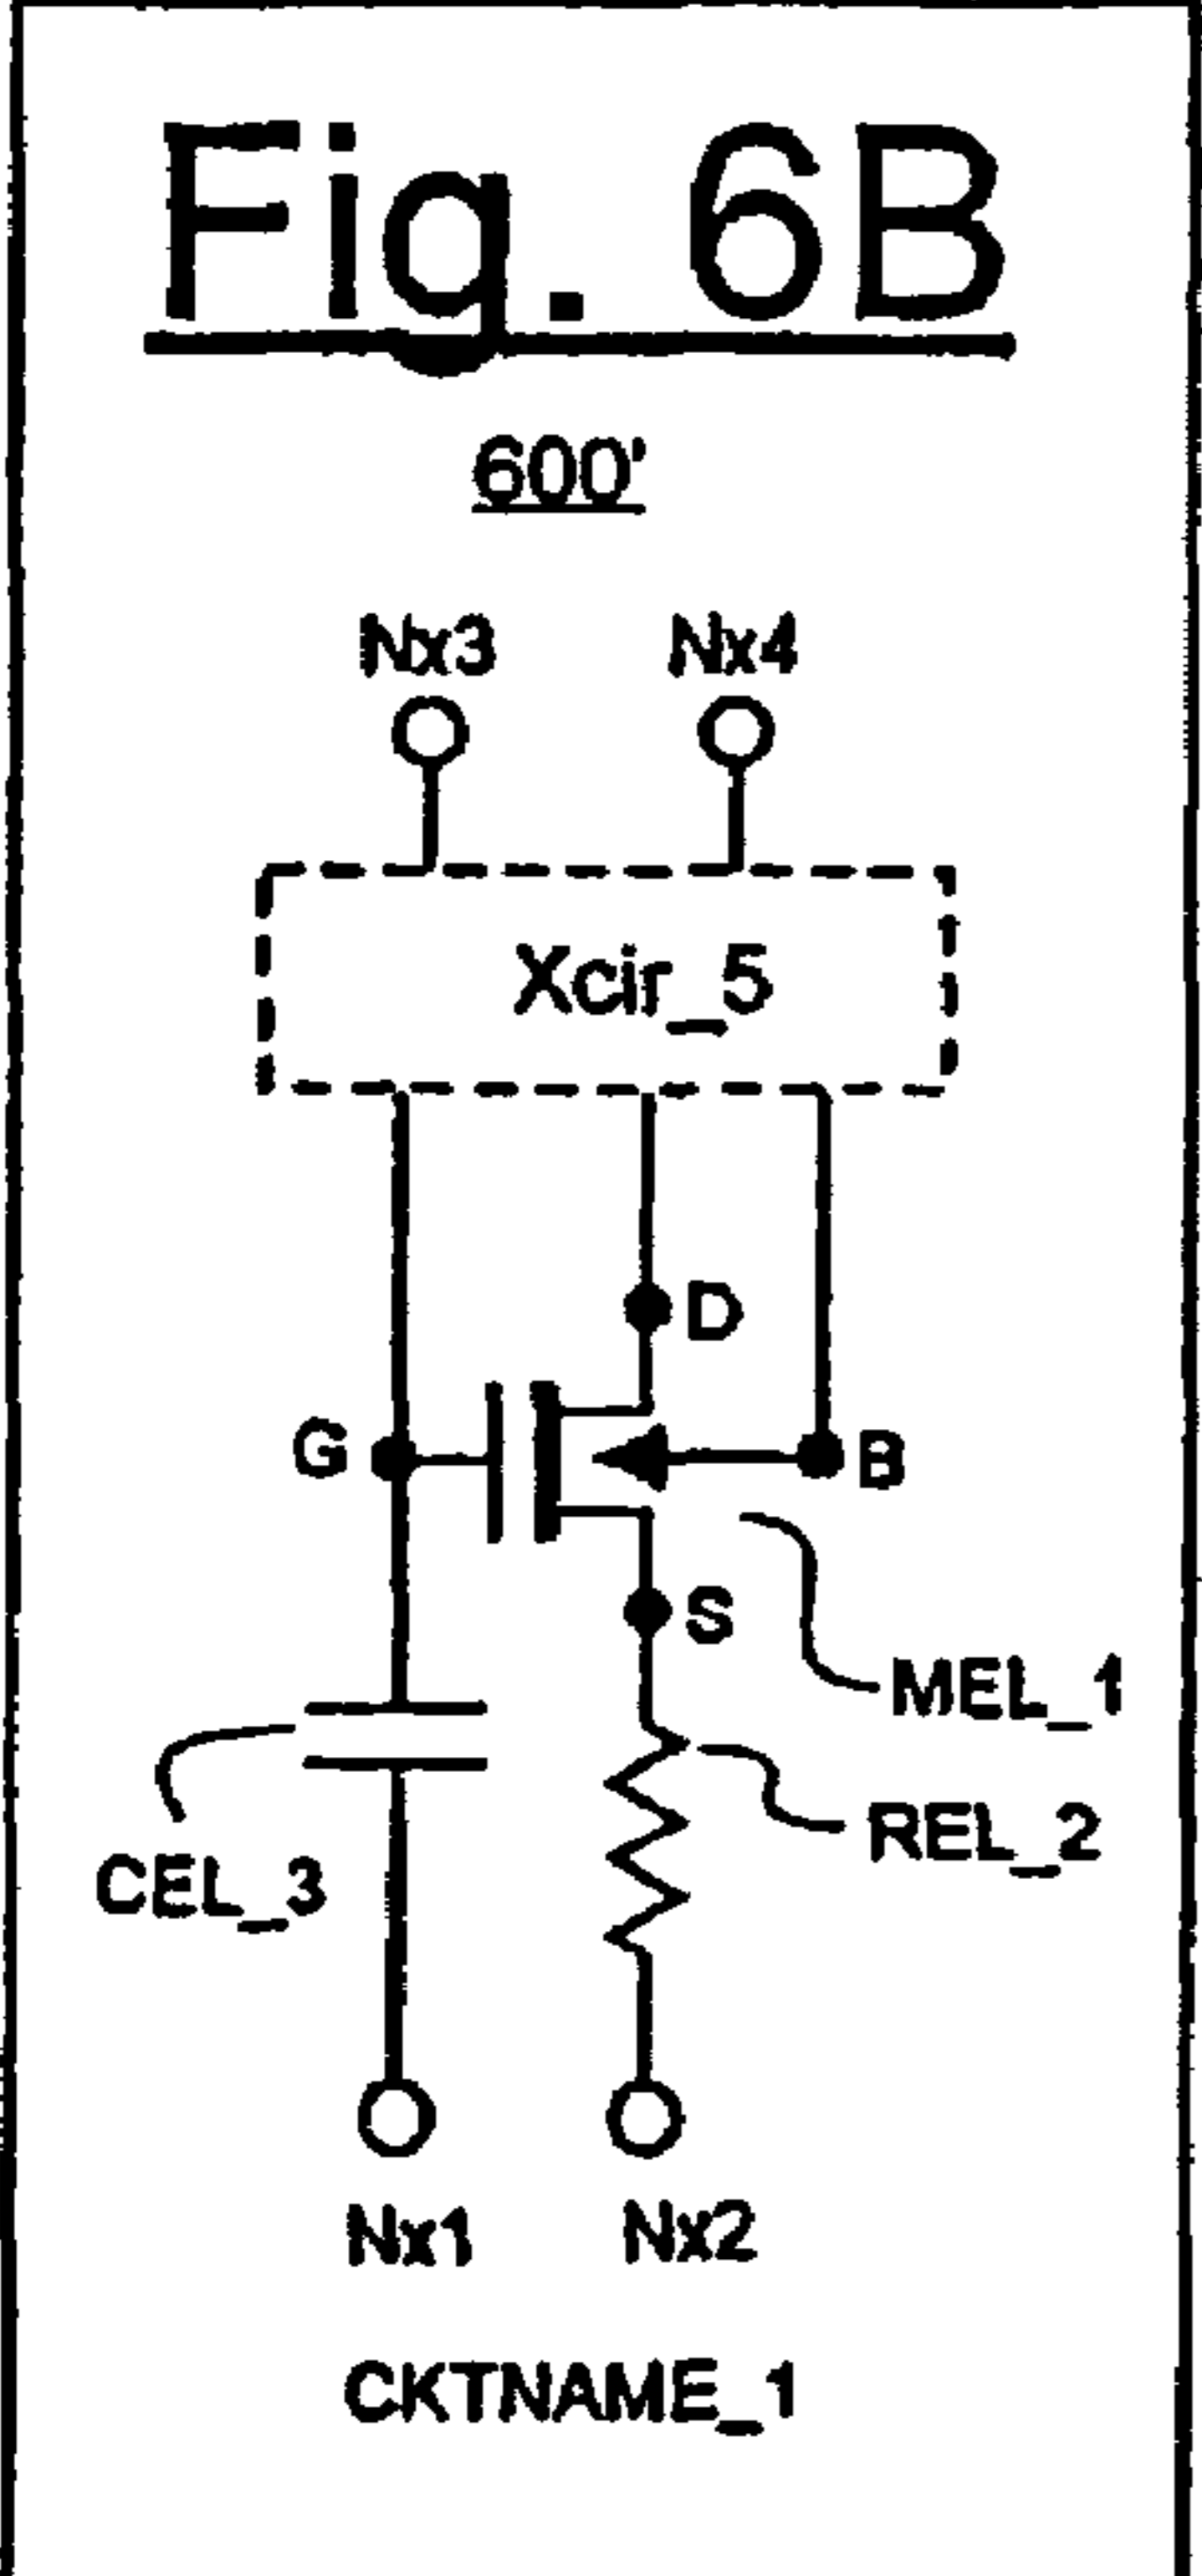 Fig. 6B
600'
Nx3 Nx4
Xcir_5
D
G B
S
MEL_1
REL_2
CEL_3
Nx1 Nx2
CKTNAME_1